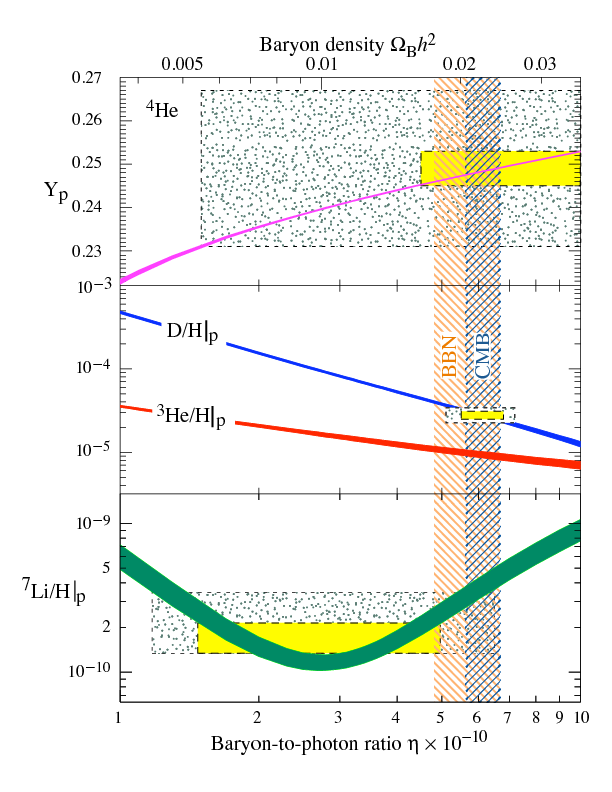 Baryon density Ω_B h²
0.005 0.01 0.02 0.03
0.27
⁴He
0.26
0.25
Y_p
0.24
0.23
10⁻³
D/H|_p
BBN
CMB
10⁻⁴
³He/H|_p
10⁻⁵
10⁻⁹
5
⁷Li/H|_p
2
10⁻¹⁰
1 2 3 4 5 6 7 8 9 10
Baryon-to-photon ratio η × 10⁻¹⁰